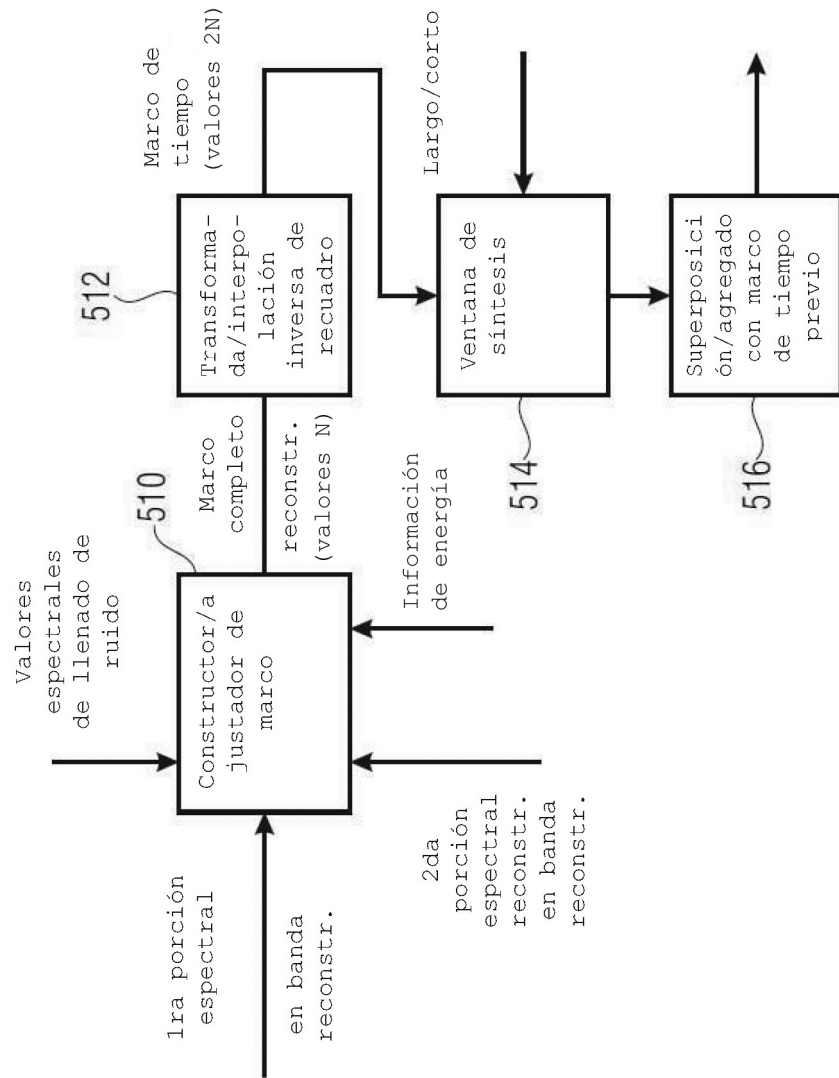 Valores
espectrales
de llenado de
ruido
1ra porción
espectral
en banda
reconstr.
510
Constructor/a
justador de
marco
2da
porción
espectral
reconstr.
en banda
reconstr.
Información
de energía
Marco
completo
reconstr.
(valores N)
512
Transforma-
da/interpo-
lación
inversa de
recuadro
Marco de
tiempo
(valores 2N)
Largo/corto
514
Ventana de
síntesis
516
Superposici
ón/agregado
con marco
de tiempo
previo